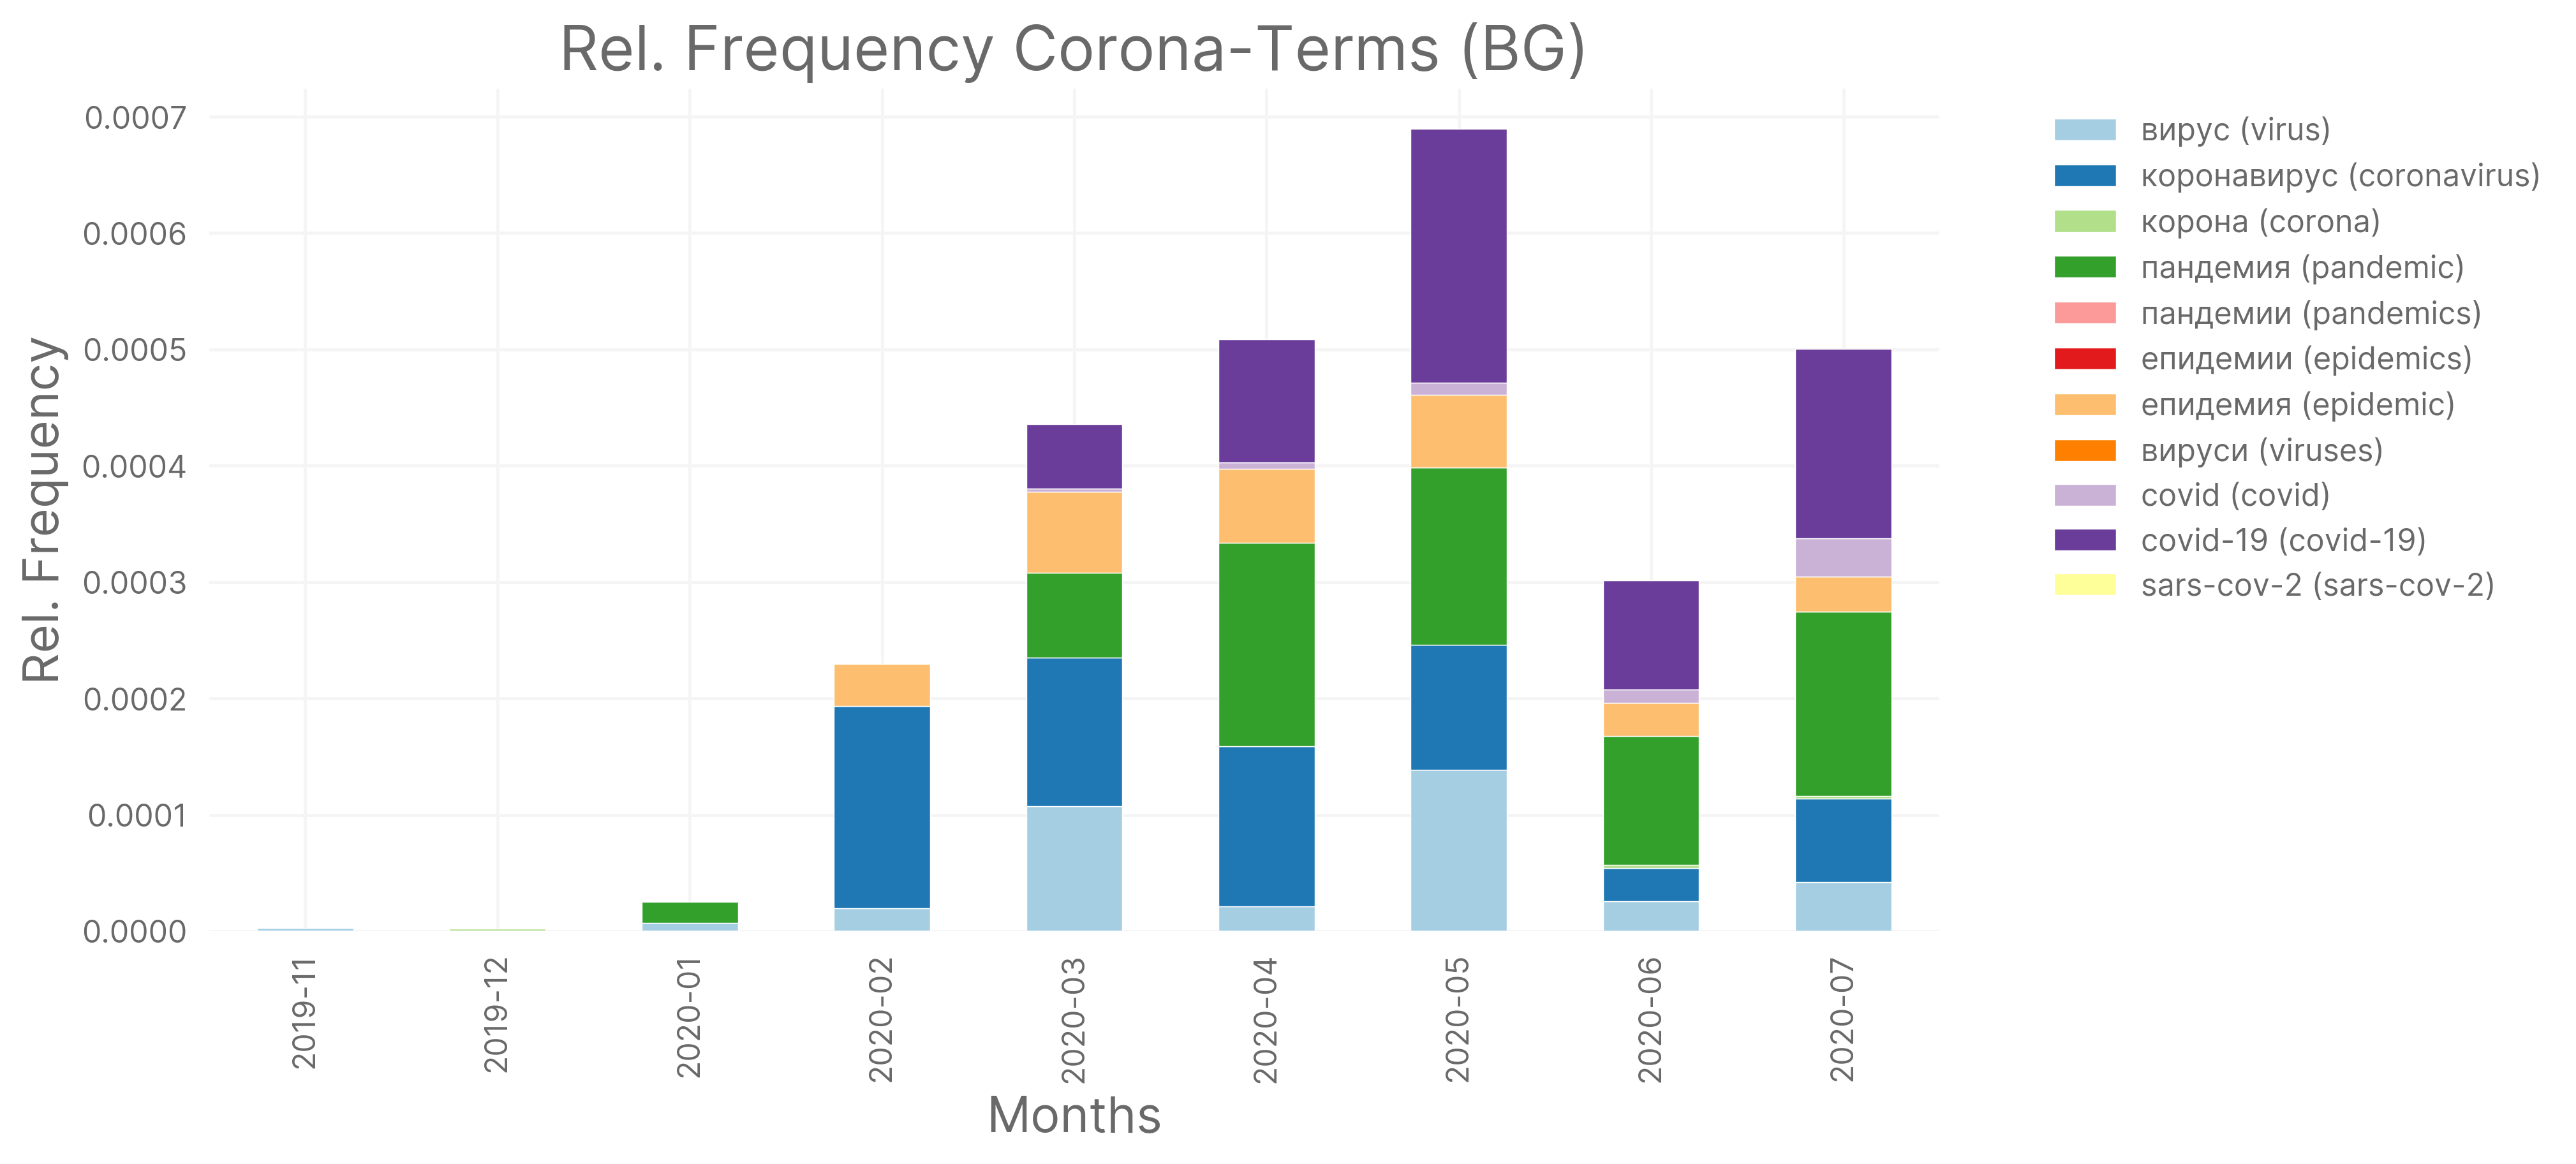 Rel. Frequency Corona-Terms (BG)
0.0007
0.0006
0.0005
0.0004
0.0003
0.0002
0.0001
0.0000
Rel. Frequency
2019-11
2019-12
2020-01
2020-02
2020-03
2020-04
2020-05
2020-06
2020-07
Months
вирус (virus)
коронавирус (coronavirus)
корона (corona)
пандемия (pandemic)
пандемии (pandemics)
епидемии (epidemics)
епидемия (epidemic)
вируси (viruses)
covid (covid)
covid-19 (covid-19)
sars-cov-2 (sars-cov-2)